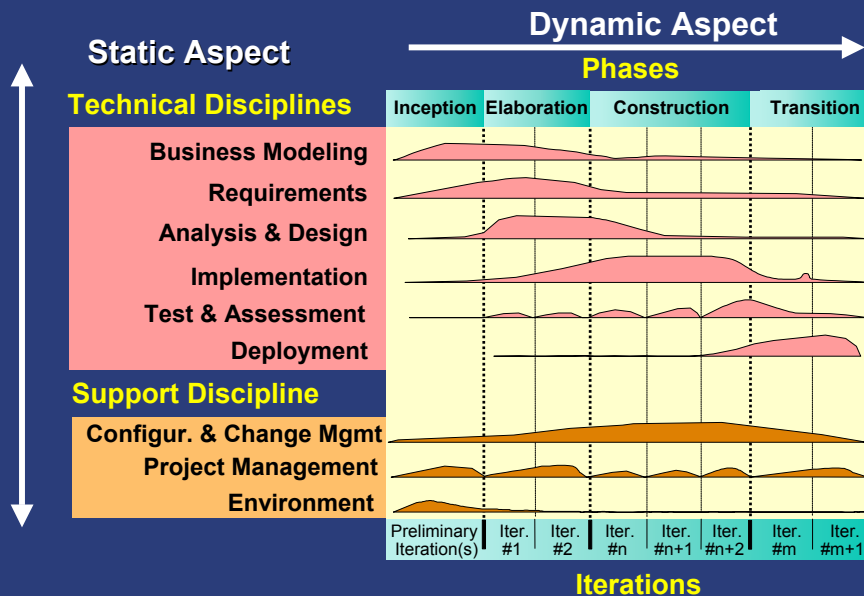 Dynamic Aspect
Static Aspect
Phases
Technical Disciplines
Inception Elaboration Construction Transition
Business Modeling
Requirements
Analysis & Design
Implementation
Test & Assessment
Deployment
Support Discipline
Configur. & Change Mgmt
Project Management
Environment
Preliminary Iter. Iter. Iter. Iter. Iter. Iter. Iter.
Iteration(s) #1 #2 #n #n+1 #n+2 #m #m+1
Iterations